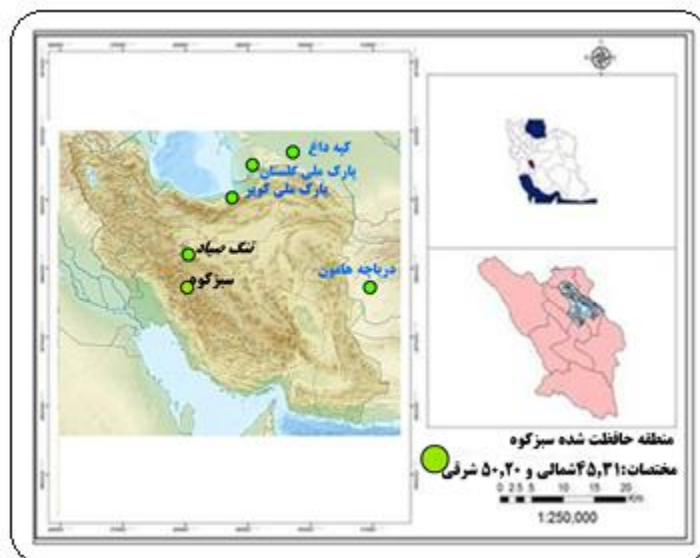 کپه داغ
پارک ملی گلستان
پارک ملی کویر
تنگ صیاد
سبزکوه
دریاچه هامون
منطقه حافظت شده سبزکوه
مختصات:۴۵,۳۱شمالی و ۵۰,۲۰ شرقی
0 2.5 5 10 15 20
Km
1:250,000